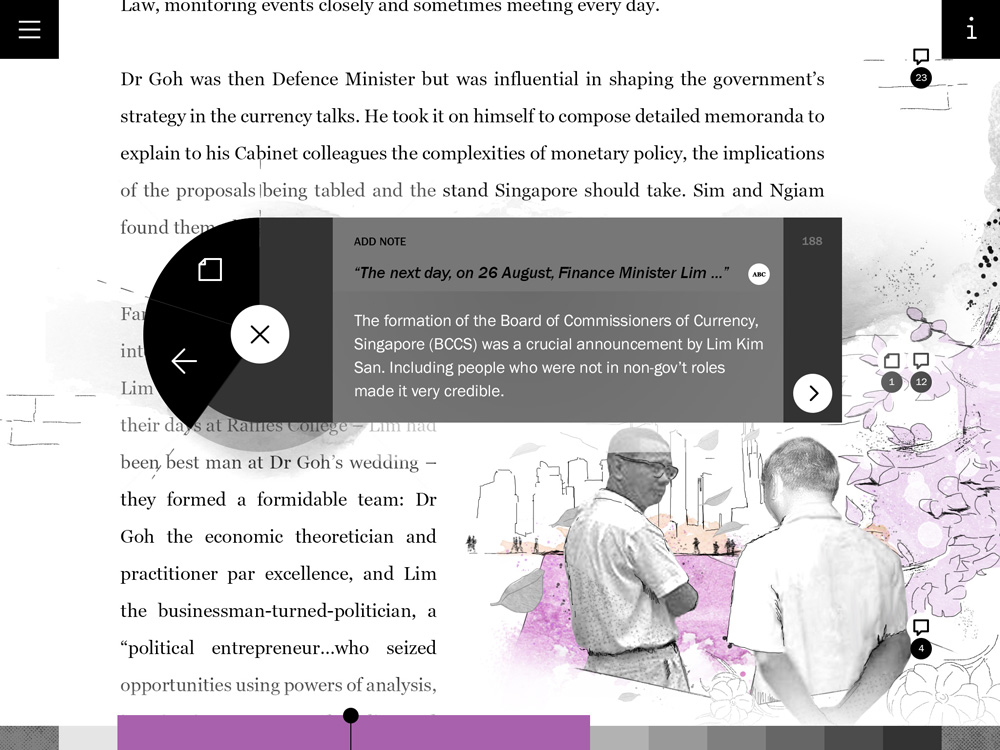 Law, monitoring events closely and sometimes meeting every day.
23
Dr Goh was then Defence Minister but was influential in shaping the government’s
strategy in the currency talks. He took it on himself to compose detailed memoranda to
explain to his Cabinet colleagues the complexities of monetary policy, the implications
of the proposals being tabled and the stand Singapore should take. Sim and Ngiam
found them
ADD NOTE
188
“The next day, on 26 August, Finance Minister Lim ...”
ABC
The formation of the Board of Commissioners of Currency,
Singapore (BCCS) was a crucial announcement by Lim Kim
San. Including people who were not in non-gov’t roles
made it very credible.
1
12
Lim
their days at Raffles College – Lim had
been best man at Dr Goh’s wedding –
they formed a formidable team: Dr
Goh the economic theoretician and
practitioner par excellence, and Lim
the businessman-turned-politician, a
“political entrepreneur...who seized
opportunities using powers of analysis,
4